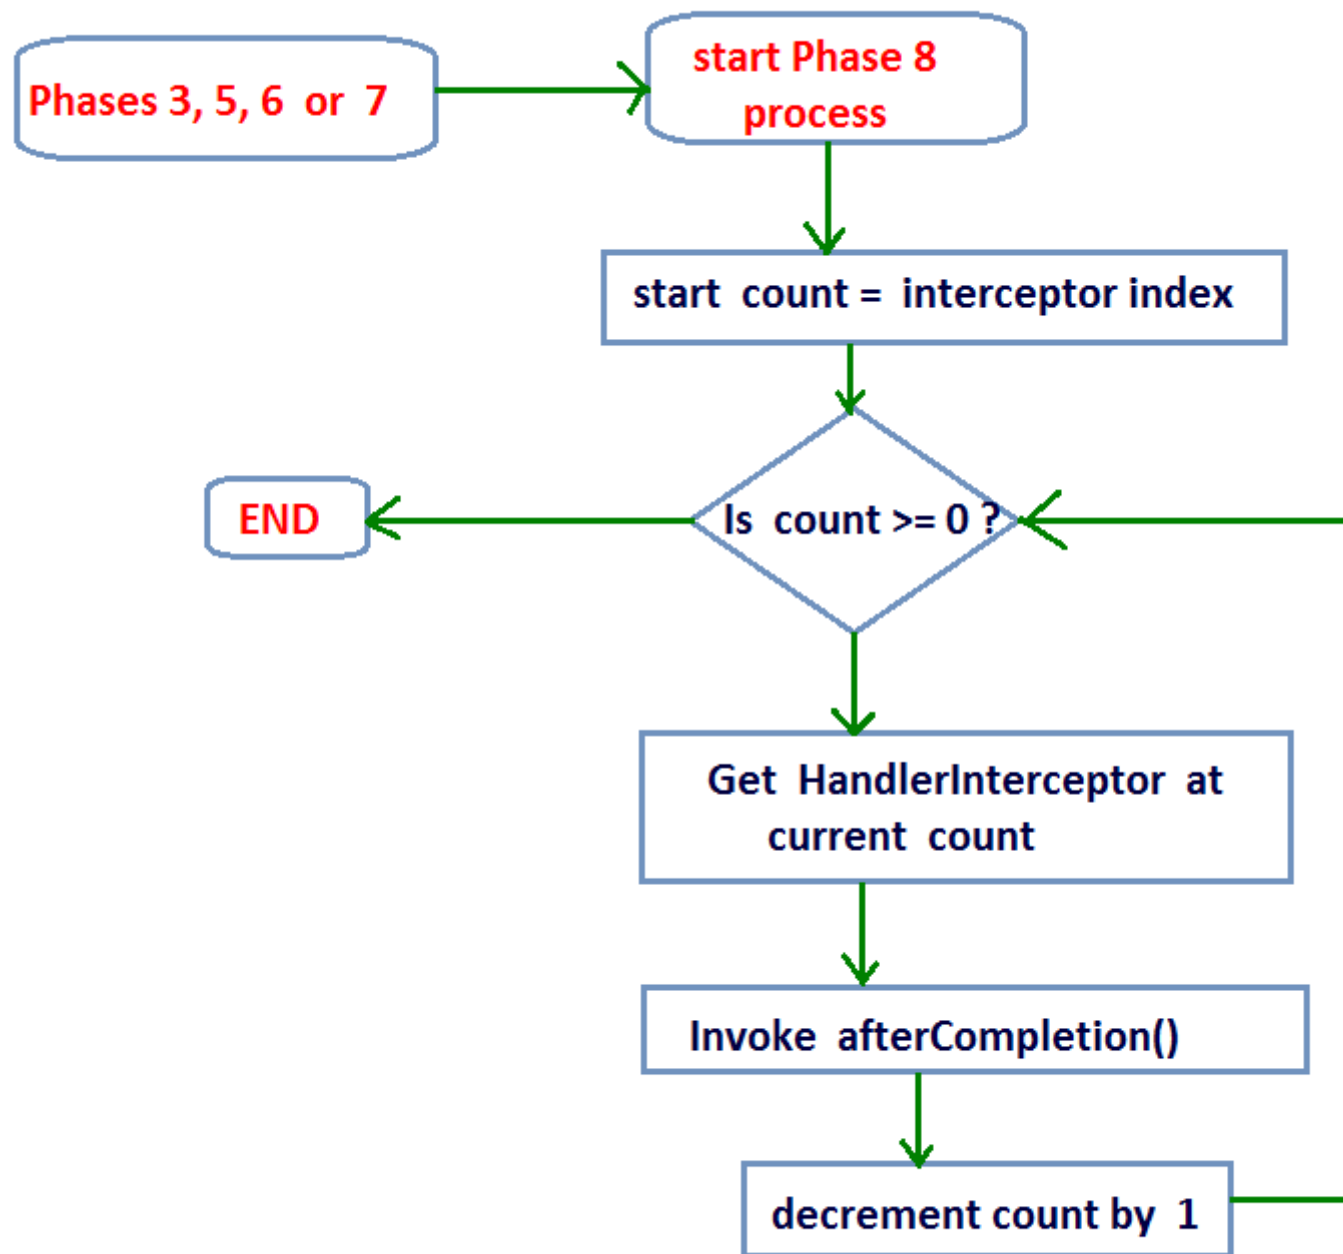 Phases 3, 5, 6 or 7
start Phase 8
process
start count = interceptor index
Is count >= 0 ?
END
Get HandlerInterceptor at
current count
Invoke afterCompletion()
decrement count by 1